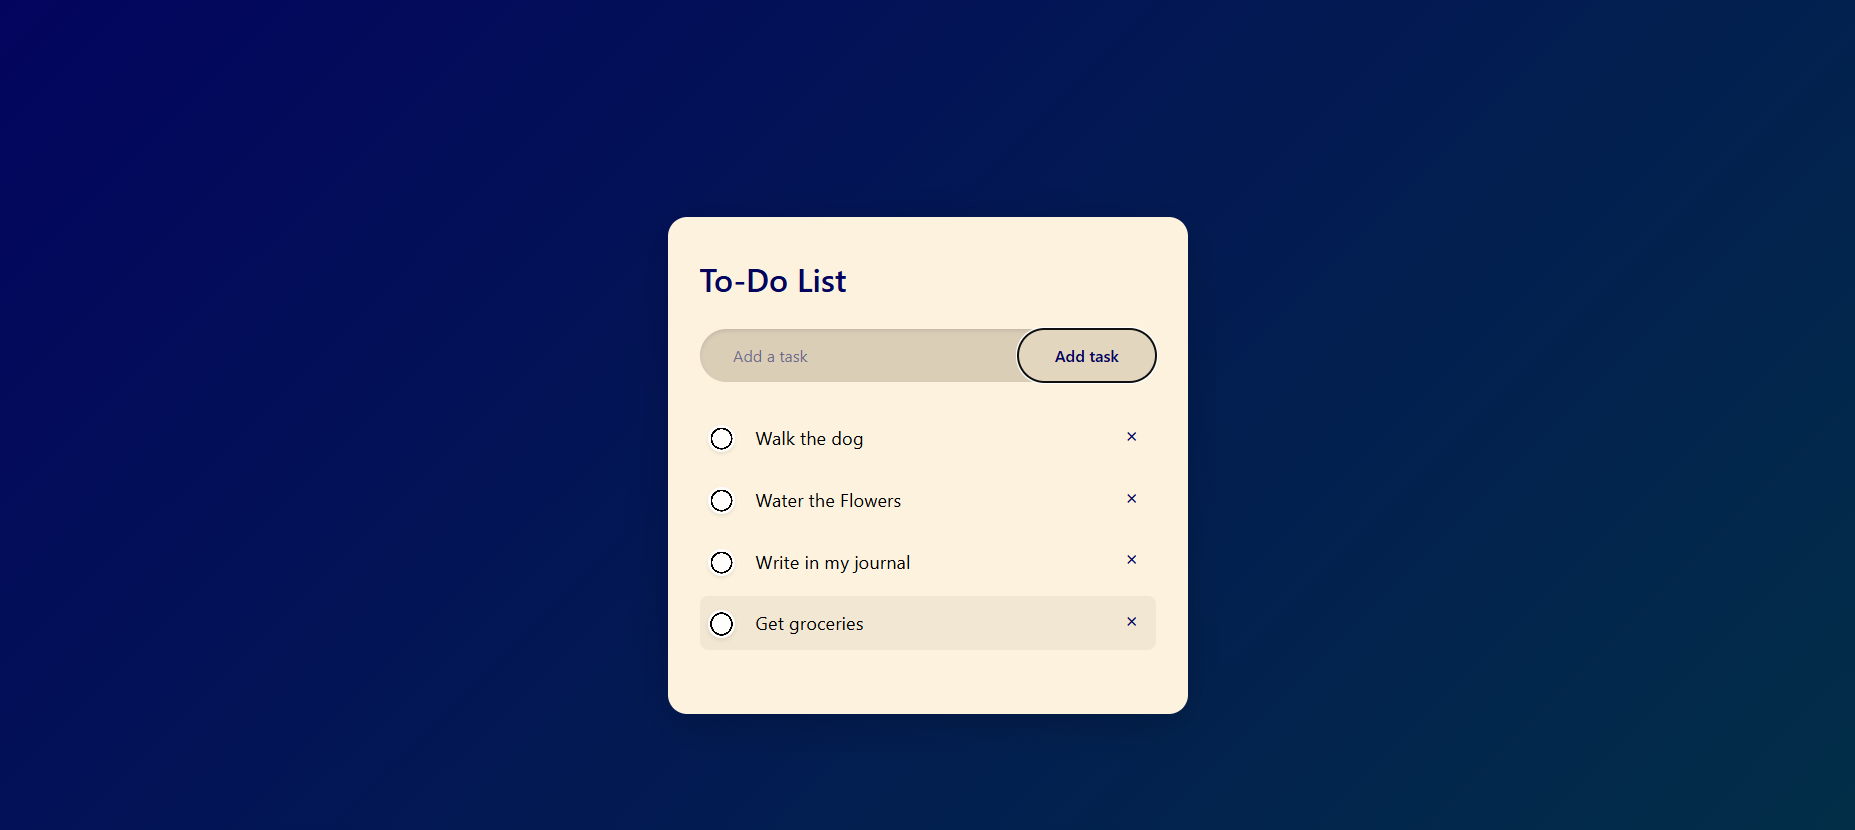 To-Do List
Add a task
Add task
Walk the dog ×
Water the Flowers ×
Write in my journal ×
Get groceries ×